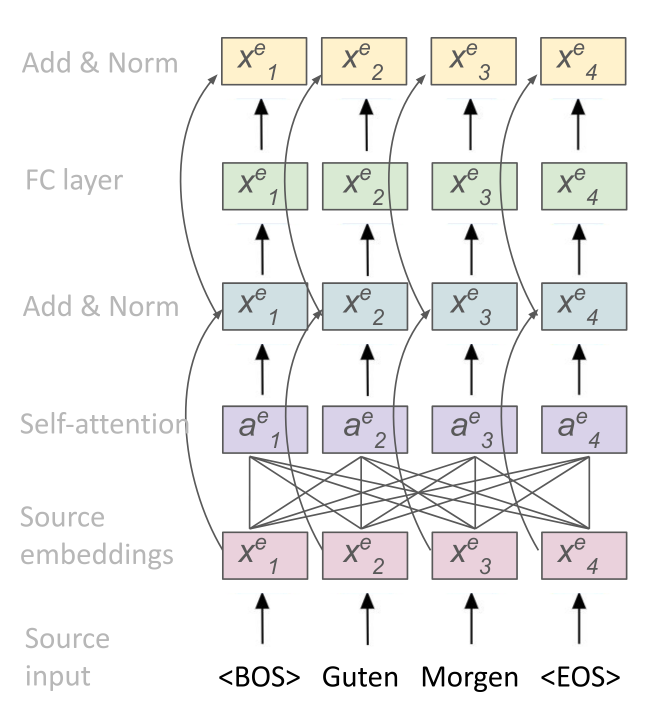 Add & Norm x^e_1 x^e_2 x^e_3 x^e_4
FC layer x^e_1 x^e_2 x^e_3 x^e_4
Add & Norm x^e_1 x^e_2 x^e_3 x^e_4
Self-attention a^e_1 a^e_2 a^e_3 a^e_4
Source
embeddings x^e_1 x^e_2 x^e_3 x^e_4
Source
input <BOS> Guten Morgen <EOS>